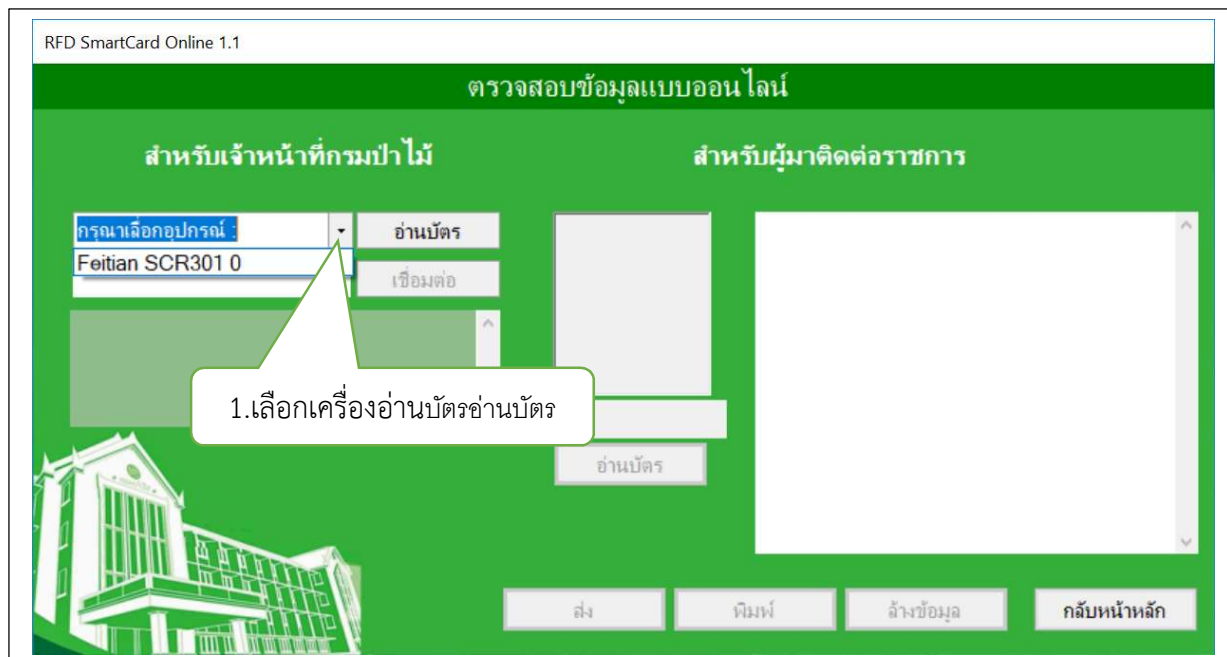 RFD SmartCard Online 1.1
ตรวจสอบข้อมูลแบบออนไลน์
สำหรับเจ้าหน้าที่กรมป่าไม้
สำหรับผู้มาติดต่อราชการ
กรุณาเลือกอุปกรณ์ :
อ่านบัตร
Feitian SCR301 0
เชื่อมต่อ
1.เลือกเครื่องอ่านบัตรอ่านบัตร
อ่านบัตร
ส่ง
พิมพ์
ล้างข้อมูล
กลับหน้าหลัก